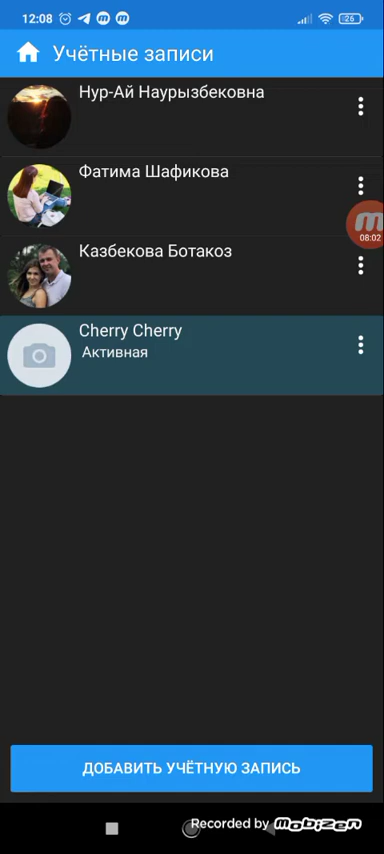 12:08
26
Учётные записи
Нур-Ай Наурызбековна
Фатима Шафикова
m
08:02
Казбекова Ботакоз
Cherry Cherry
Активная
ДОБАВИТЬ УЧЁТНУЮ ЗАПИСЬ
Recorded by mobizen